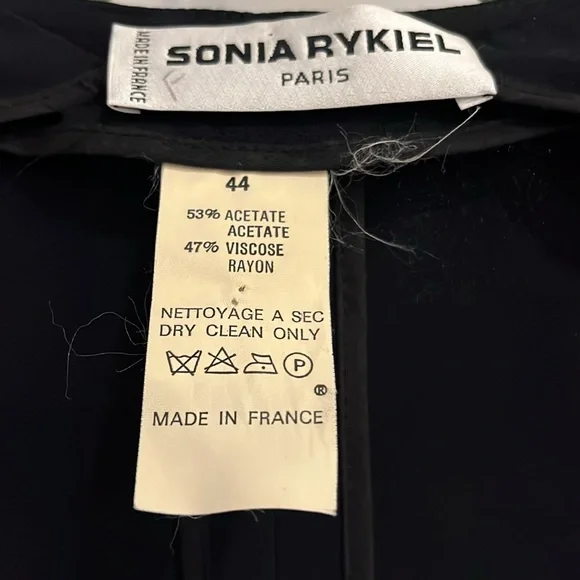 MADE IN FRANCE
SONIA RYKIEL
PARIS
44
53% ACETATE
ACETATE
47% VISCOSE
RAYON
NETTOYAGE A SEC
DRY CLEAN ONLY
P
®
MADE IN FRANCE